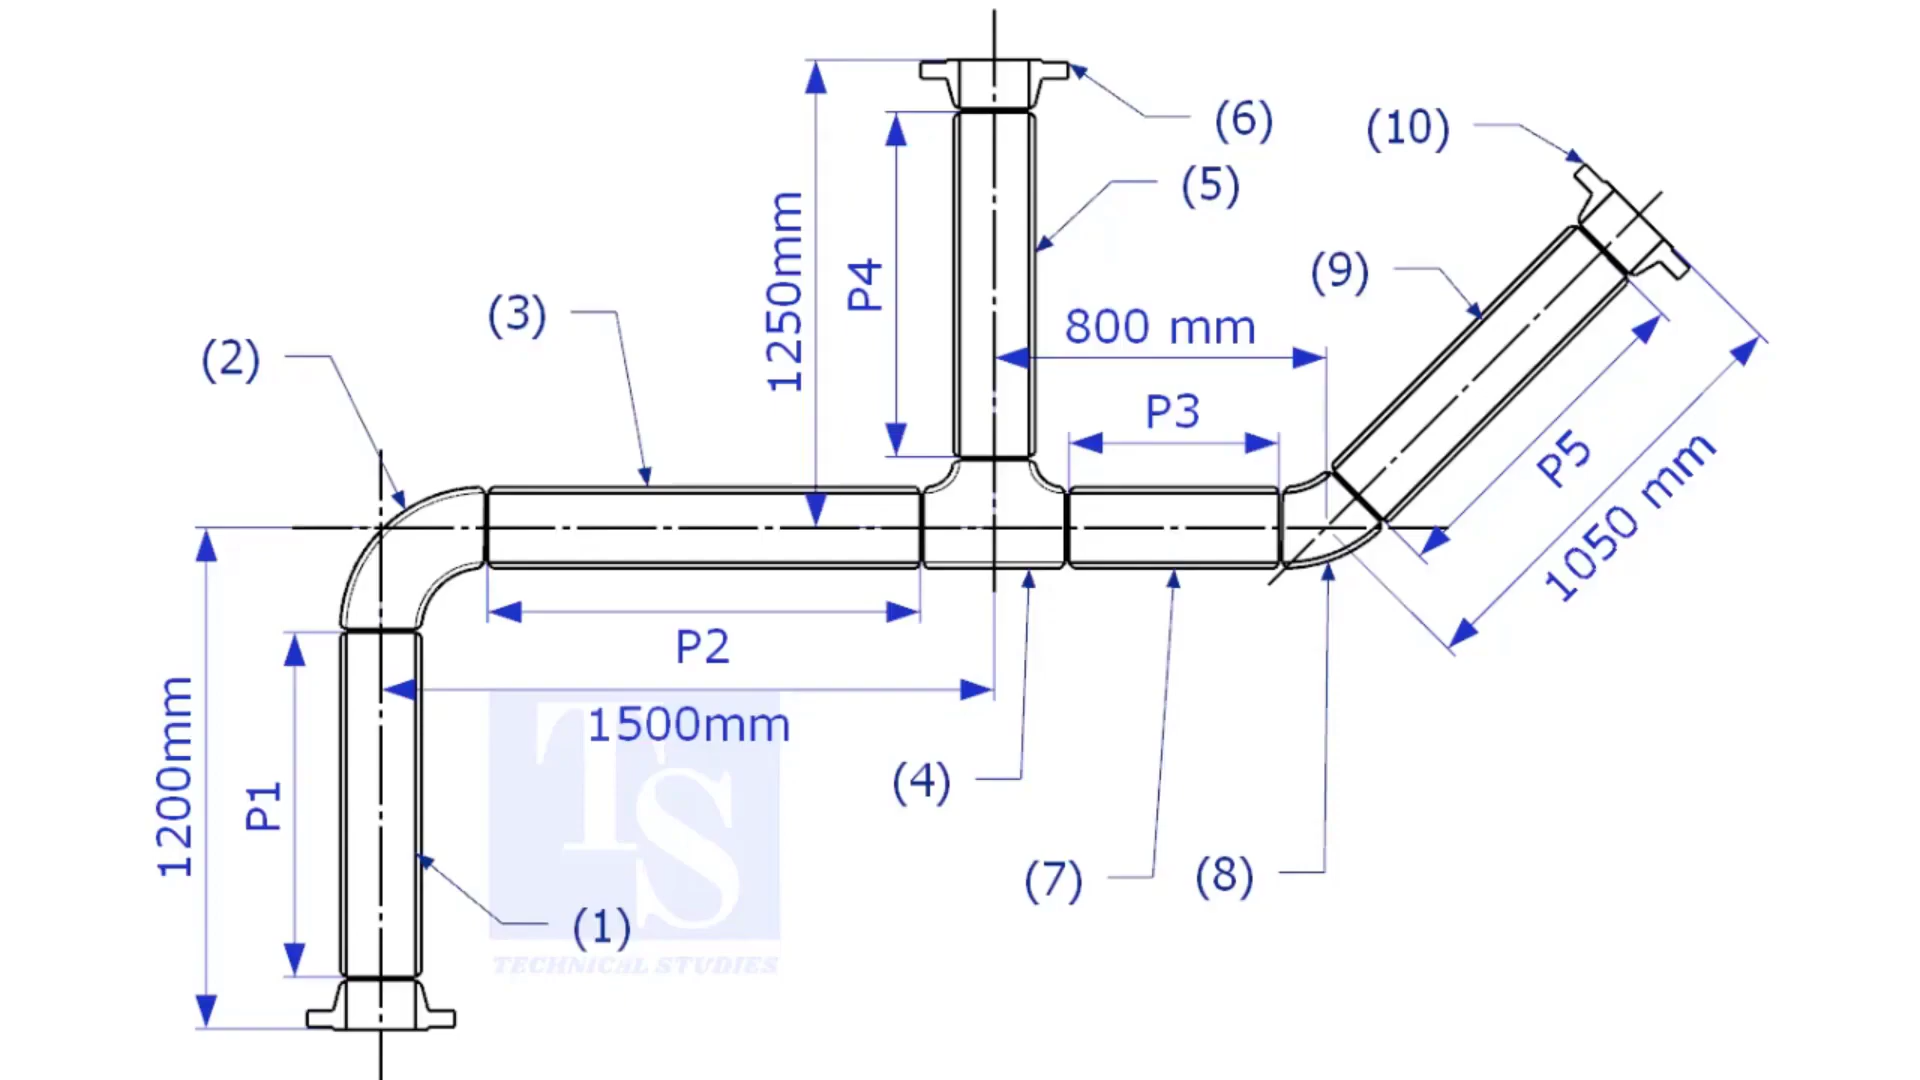 (6)
(10)
(5)
1250mm
P4
(9)
(3)
800 mm
(2)
P3
P5
1050 mm
P2
1500mm
1200mm
P1
(4)
(7)
(8)
(1)
TS
TECHNICAL STUDIES